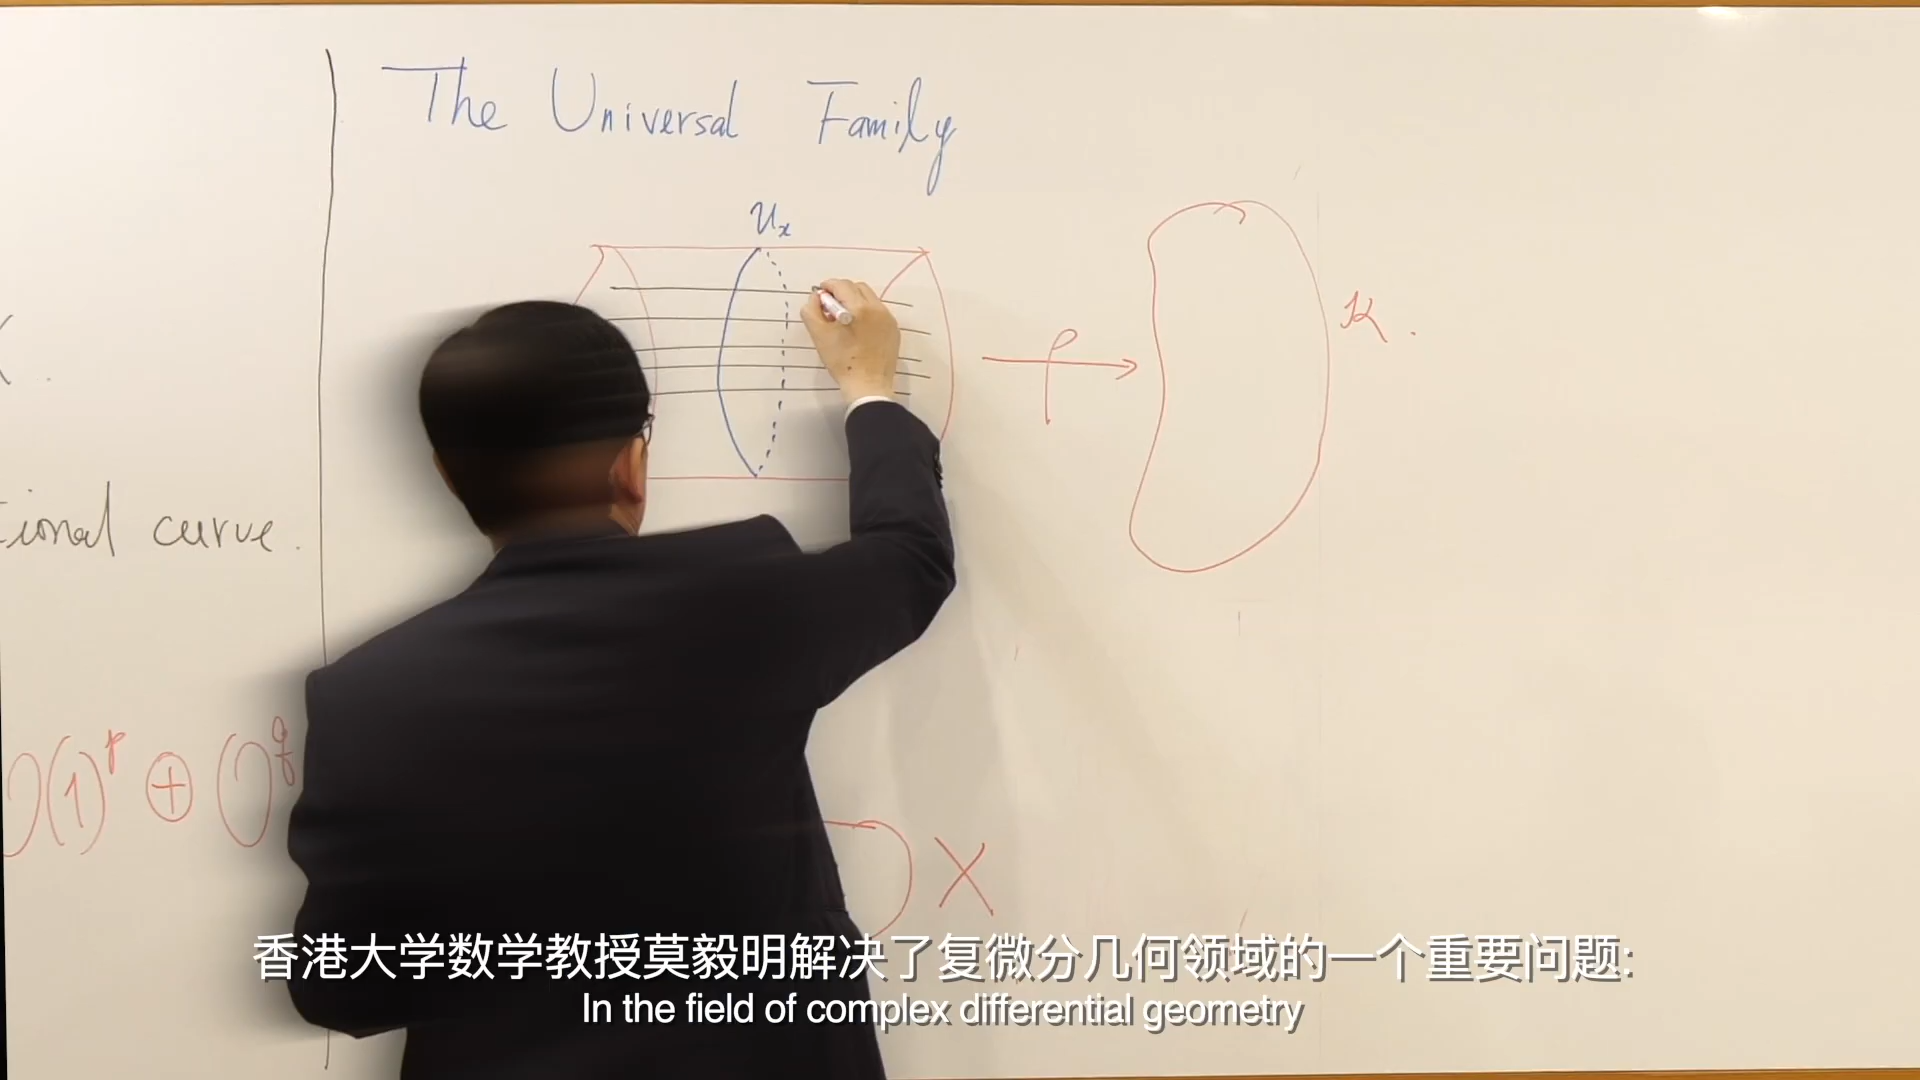 The Universal Family
𝒰x
ρ
𝒦.
tional curve.
O(1)^p ⊕ O^q
X
香港大学数学教授莫毅明解决了复微分几何领域的一个重要问题:
In the field of complex differential geometry